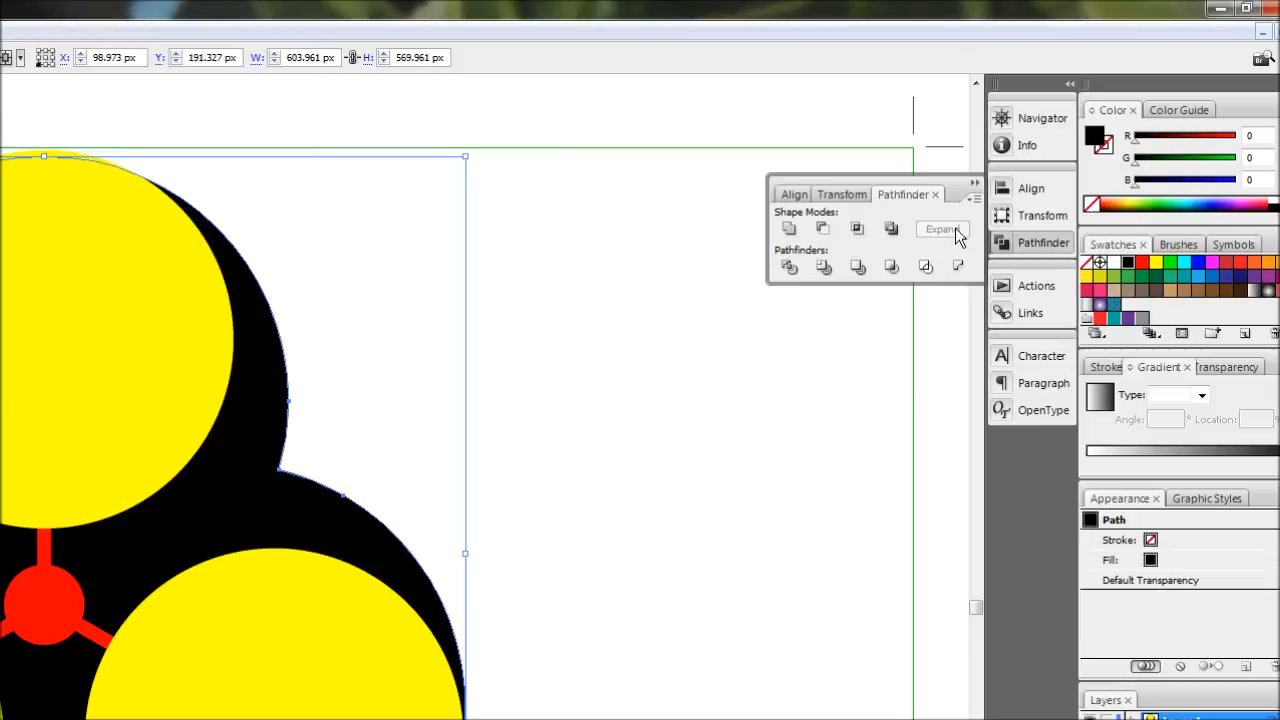 X: 98.973 px Y: 191.327 px W: 603.961 px H: 569.961 px
Br
Navigator
Info
Align
Transform
Pathfinder
Actions
Links
Character
Paragraph
OpenType
Align Transform Pathfinder
Shape Modes:
Expand
Pathfinders:
Color Color Guide
R 0
G 0
B 0
Swatches Brushes Symbols
Stroke Gradient Transparency
Type:
Angle: ° Location: %
Appearance Graphic Styles
Path
Stroke:
Fill:
Default Transparency
Layers